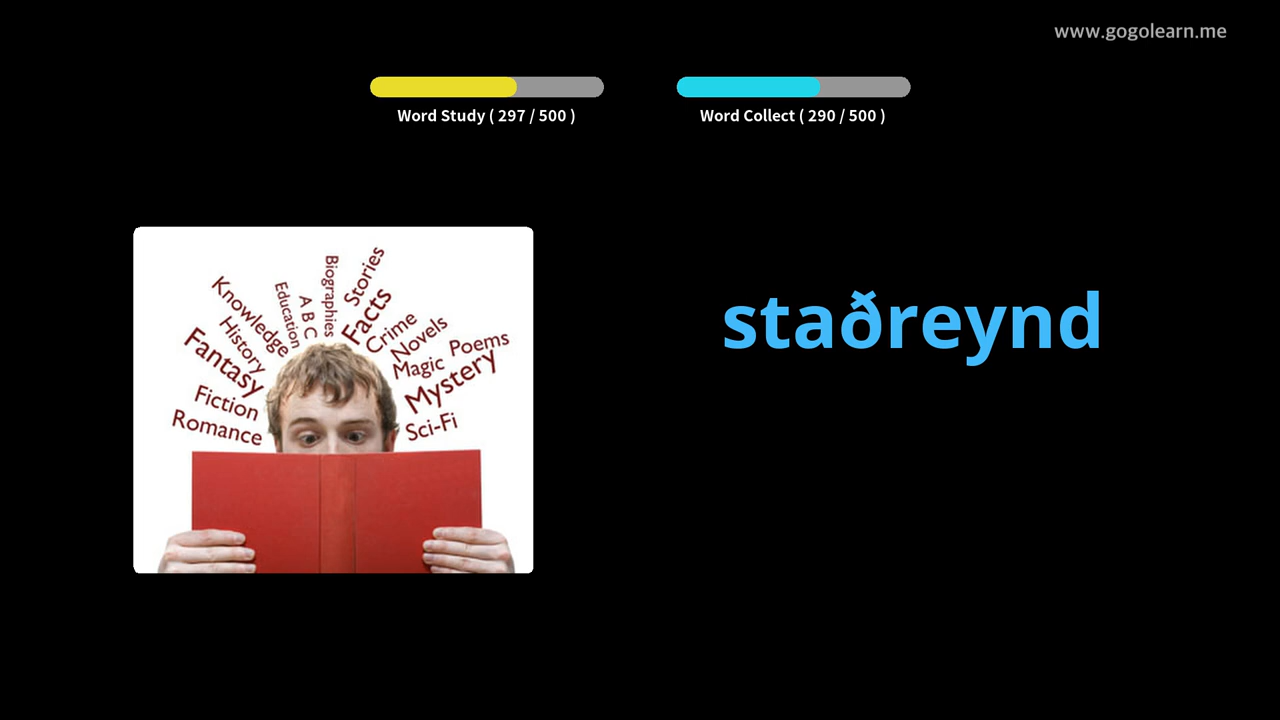 www.gogolearn.me
Word Study ( 297 / 500 )
Word Collect ( 290 / 500 )
staðreynd
Biographies
Stories
Education
A B C
Facts
Knowledge
Crime
History
Novels
Fantasy
Magic
Poems
Mystery
Fiction
Romance
Sci-Fi